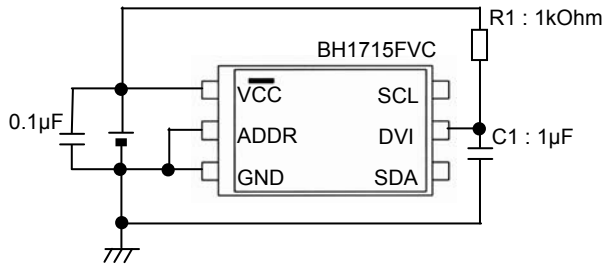 R1 : 1kOhm
BH1715FVC
VCC SCL
0.1µF
ADDR DVI
C1 : 1µF
GND SDA